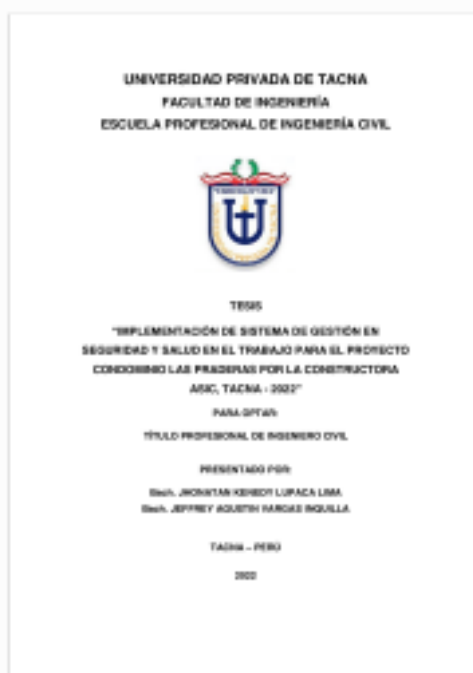 UNIVERSIDAD PRIVADA DE TACNA
FACULTAD DE INGENIERÍA
ESCUELA PROFESIONAL DE INGENIERÍA CIVIL
TESIS
"IMPLEMENTACIÓN DE SISTEMA DE GESTIÓN EN
SEGURIDAD Y SALUD EN EL TRABAJO PARA EL PROYECTO
CONDOMINIO LAS PRADERAS POR LA CONSTRUCTORA
ASIC, TACNA - 2022"
PARA OPTAR:
TÍTULO PROFESIONAL DE INGENIERO CIVIL
PRESENTADO POR:
Bach. JHONATAN KENEDY LUPACA LIMA
Bach. JEFFREY AGUSTIN VARGAS INQUILLA
TACNA – PERÚ
2022